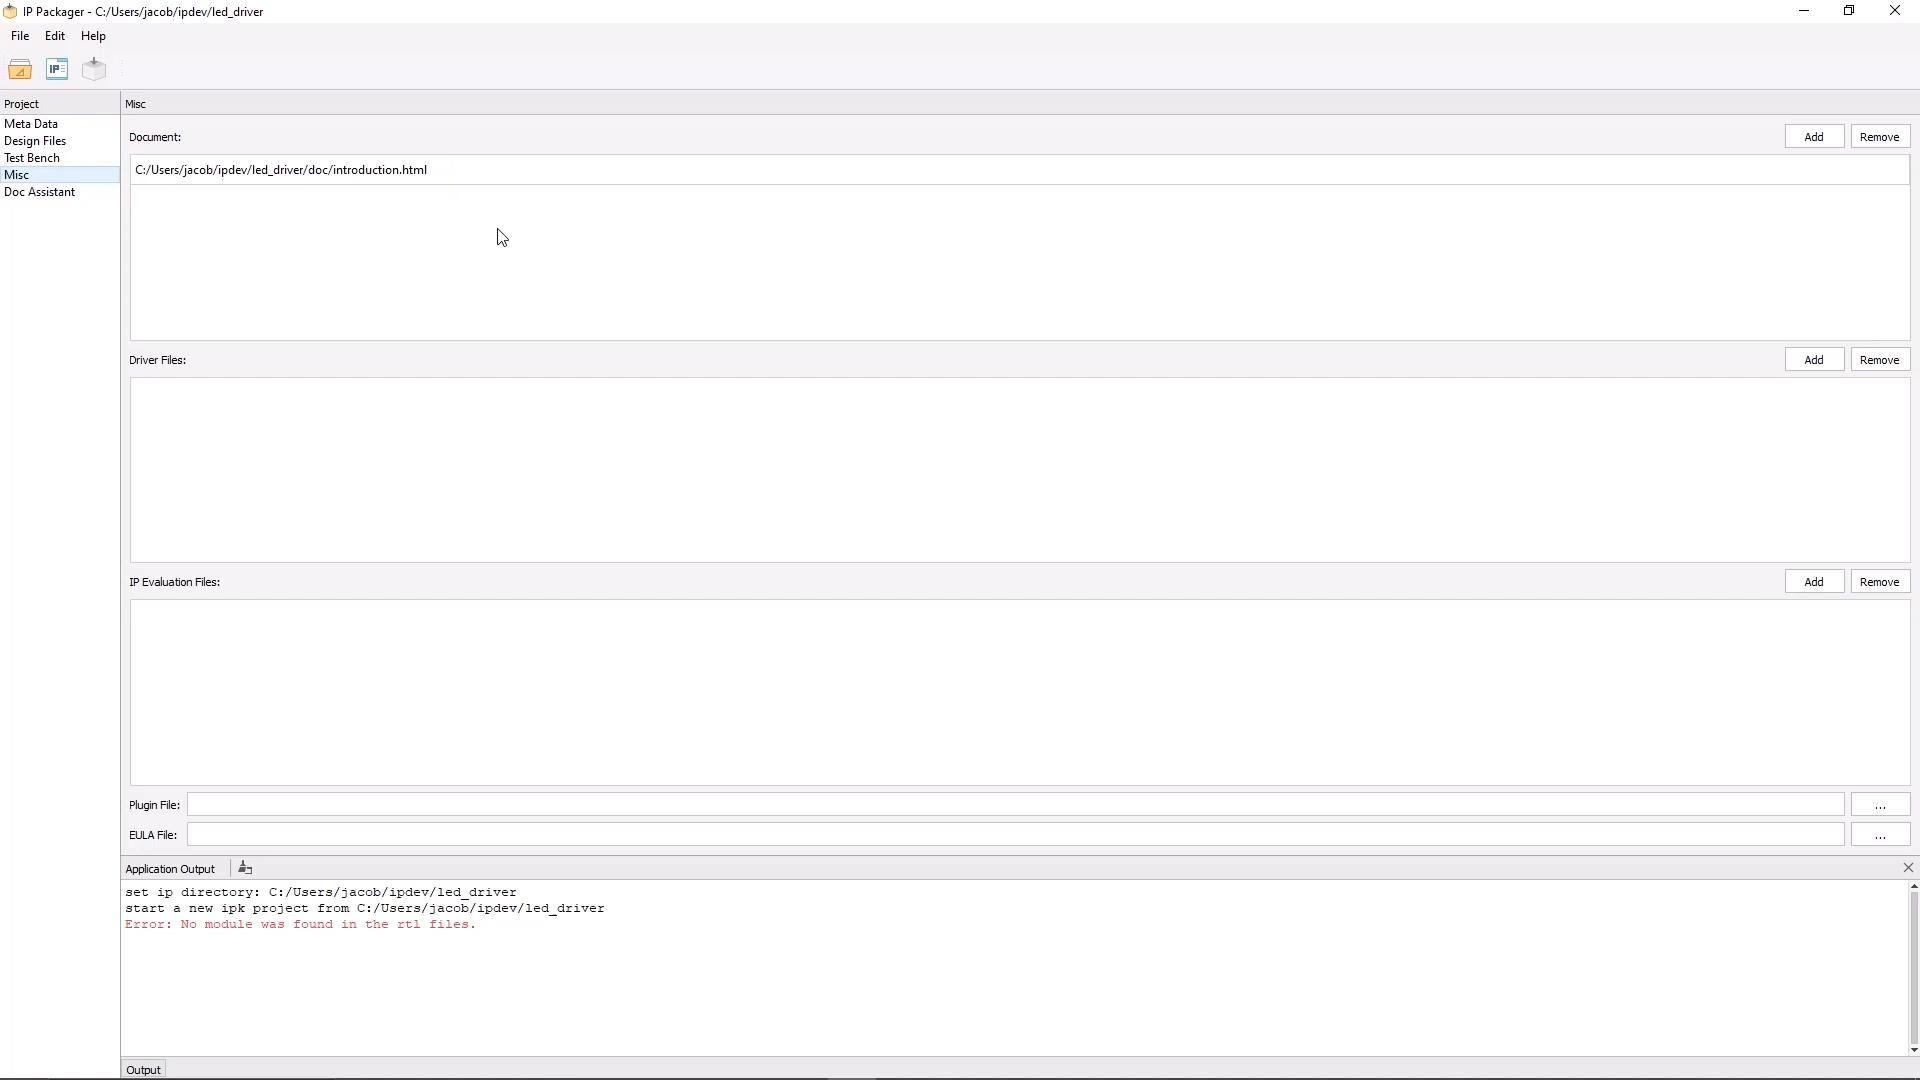 IP Packager - C:/Users/jacob/ipdev/led_driver
File Edit Help
IP
Project
Meta Data
Design Files
Test Bench
Misc
Doc Assistant
Misc
Document: Add Remove
C:/Users/jacob/ipdev/led_driver/doc/introduction.html
Driver Files: Add Remove
IP Evaluation Files: Add Remove
Plugin File: ...
EULA File: ...
Application Output
set ip directory: C:/Users/jacob/ipdev/led_driver
start a new ipk project from C:/Users/jacob/ipdev/led_driver
Error: No module was found in the rtl files.
Output